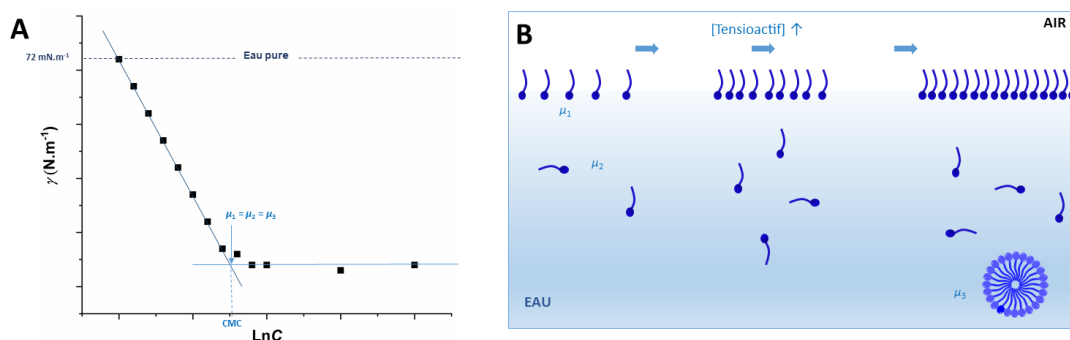 A
72 mN.m⁻¹
Eau pure
γ (N.m⁻¹)
μ₁ = μ₂ = μ₃
CMC
LnC
B
[Tensioactif] ↑
AIR
μ₁
μ₂
μ₃
EAU